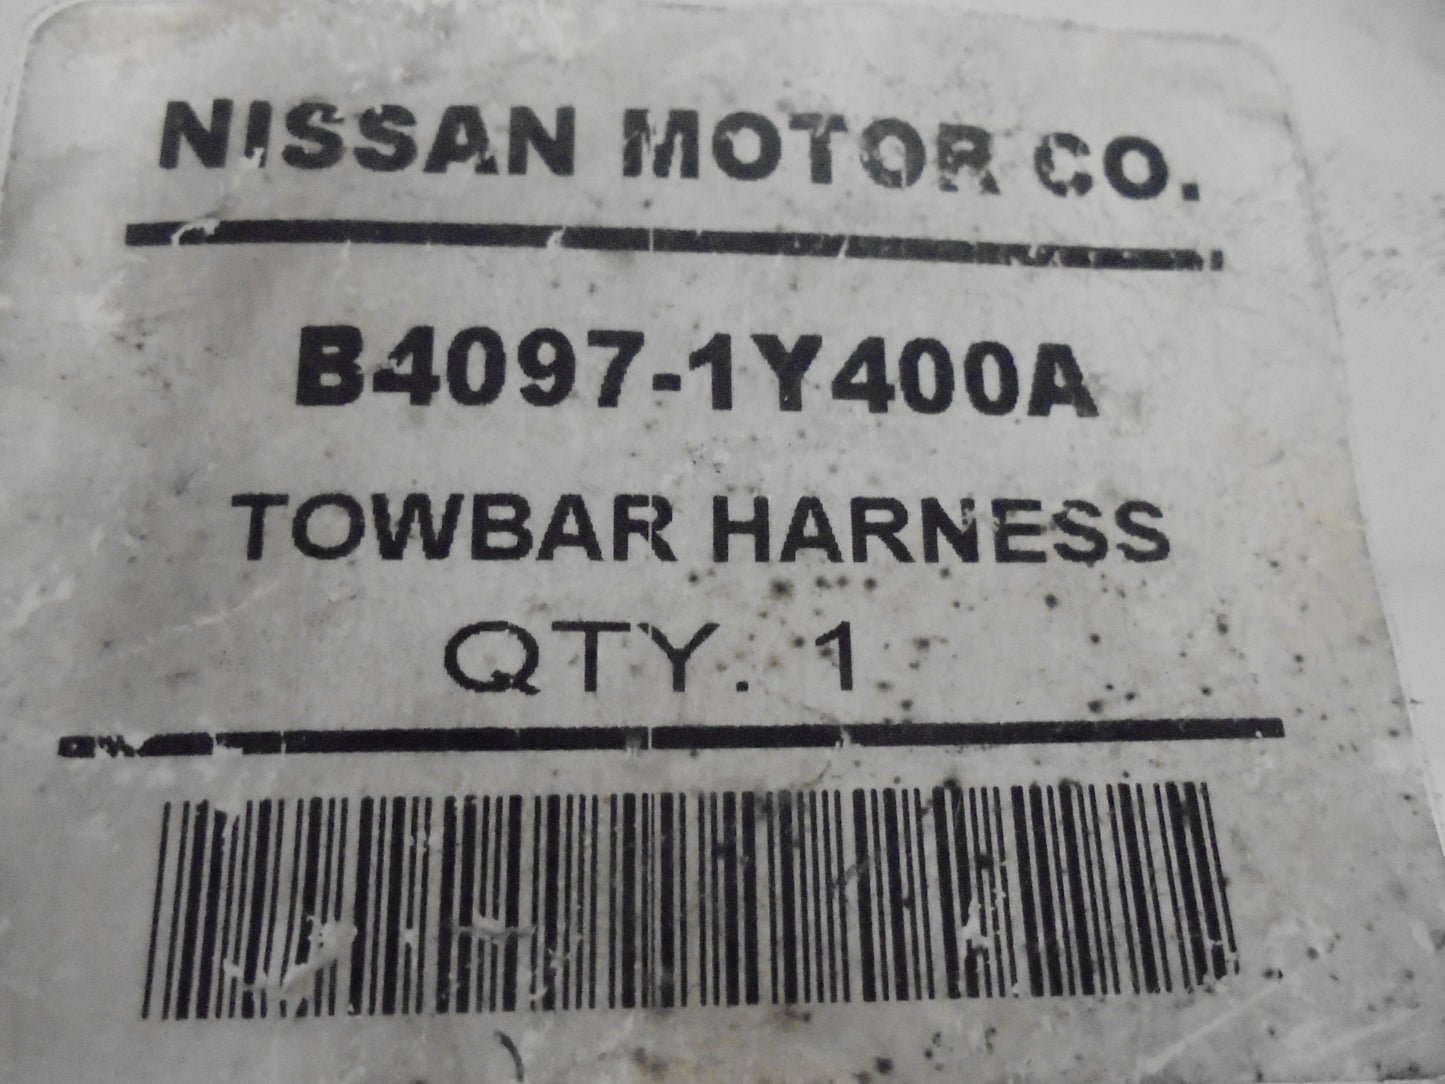 NISSAN MOTOR CO.
B4097-1Y400A
TOWBAR HARNESS
QTY. 1